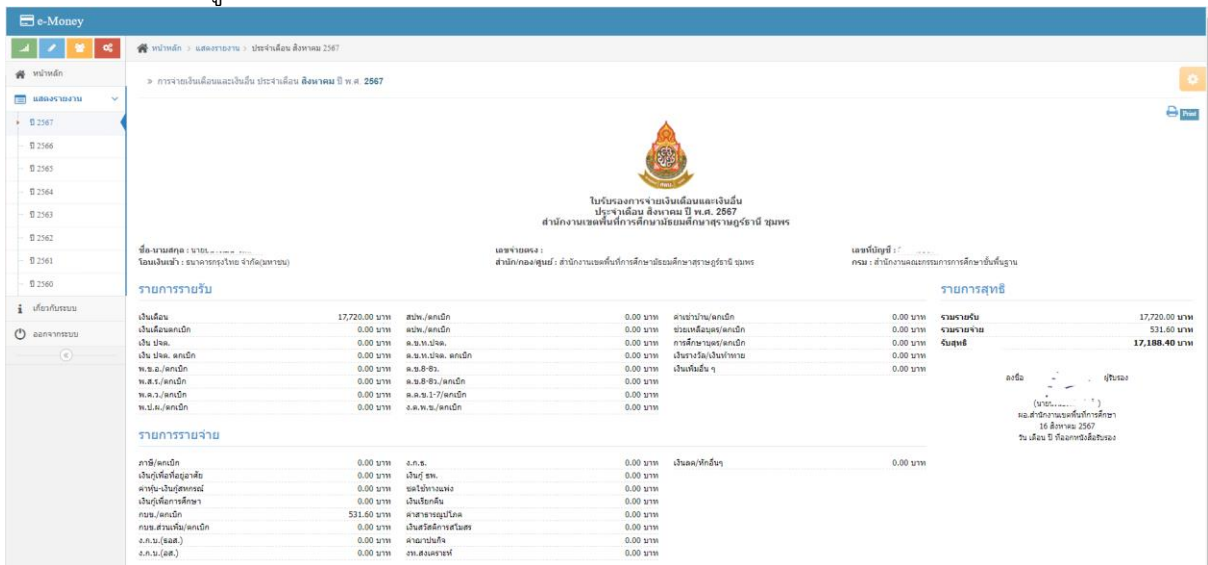 e-Money
หน้าหลัก > แสดงรายงาน > ประจำเดือน สิงหาคม 2567
หน้าหลัก
แสดงรายงาน
ปี 2567
ปี 2566
ปี 2565
ปี 2564
ปี 2563
ปี 2562
ปี 2561
ปี 2560
เกี่ยวกับระบบ
ออกจากระบบ
» การจ่ายเงินเดือนและเงินอื่น ประจำเดือน สิงหาคม ปี พ.ศ. 2567
Print
ใบรับรองการจ่ายเงินเดือนและเงินอื่น
ประจำเดือน สิงหาคม ปี พ.ศ. 2567
สำนักงานเขตพื้นที่การศึกษามัธยมศึกษาสุราษฎร์ธานี ชุมพร
ชื่อ-นามสกุล : นาย เลขจ่ายตรง : เลขที่บัญชี :
โอนเงินเข้า : ธนาคารกรุงไทย จำกัด(มหาชน) สำนัก/กอง/ศูนย์ : สำนักงานเขตพื้นที่การศึกษามัธยมศึกษาสุราษฎร์ธานี ชุมพร กรม : สำนักงานคณะกรรมการการศึกษาขั้นพื้นฐาน
รายการรายรับ
เงินเดือน 17,720.00 บาท สปพ./ตกเบิก 0.00 บาท ค่าเช่าบ้าน/ตกเบิก 0.00 บาท
เงินเดือนตกเบิก 0.00 บาท ตปพ./ตกเบิก 0.00 บาท ช่วยเหลือบุตร/ตกเบิก 0.00 บาท
เงิน ปจต. 0.00 บาท ต.ข.ท.ปจต. 0.00 บาท การศึกษาบุตร/ตกเบิก 0.00 บาท
เงิน ปจต. ตกเบิก 0.00 บาท ต.ข.ท.ปจต. ตกเบิก 0.00 บาท เงินรางวัล/เงินท้าทาย 0.00 บาท
พ.ข.อ./ตกเบิก 0.00 บาท ต.ข.8-8ว. 0.00 บาท เงินเพิ่มอื่น ๆ 0.00 บาท
พ.ส.ร./ตกเบิก 0.00 บาท ต.ข.8-8ว./ตกเบิก 0.00 บาท
พ.ค.ว./ตกเบิก 0.00 บาท ต.ด.ข.1-7/ตกเบิก 0.00 บาท
พ.ป.ผ./ตกเบิก 0.00 บาท ง.ต.พ.ข./ตกเบิก 0.00 บาท
รายการรายจ่าย
ภาษี/ตกเบิก 0.00 บาท ง.ก.ธ. 0.00 บาท เงินลด/หักอื่นๆ 0.00 บาท
เงินกู้เพื่อที่อยู่อาศัย 0.00 บาท เงินกู้ ธพ. 0.00 บาท
ค่าหุ้น-เงินกู้สหกรณ์ 0.00 บาท ชดใช้ทางแพ่ง 0.00 บาท
เงินกู้เพื่อการศึกษา 0.00 บาท เงินเรียกคืน 0.00 บาท
กบข./ตกเบิก 531.60 บาท ค่าสาธารณูปโภค 0.00 บาท
กบข.ส่วนเพิ่ม/ตกเบิก 0.00 บาท เงินสวัสดิการสโมสร 0.00 บาท
ง.ก.บ.(ธอส.) 0.00 บาท ค่าฌาปนกิจ 0.00 บาท
ง.ก.บ.(อส.) 0.00 บาท งท.สงเคราะห์ 0.00 บาท
รายการสุทธิ
รวมรายรับ 17,720.00 บาท
รวมรายจ่าย 531.60 บาท
รับสุทธิ 17,188.40 บาท
ลงชื่อ ผู้รับรอง
(นาย )
ผอ.สำนักงานเขตพื้นที่การศึกษา
16 สิงหาคม 2567
วัน เดือน ปี ที่ออกหนังสือรับรอง